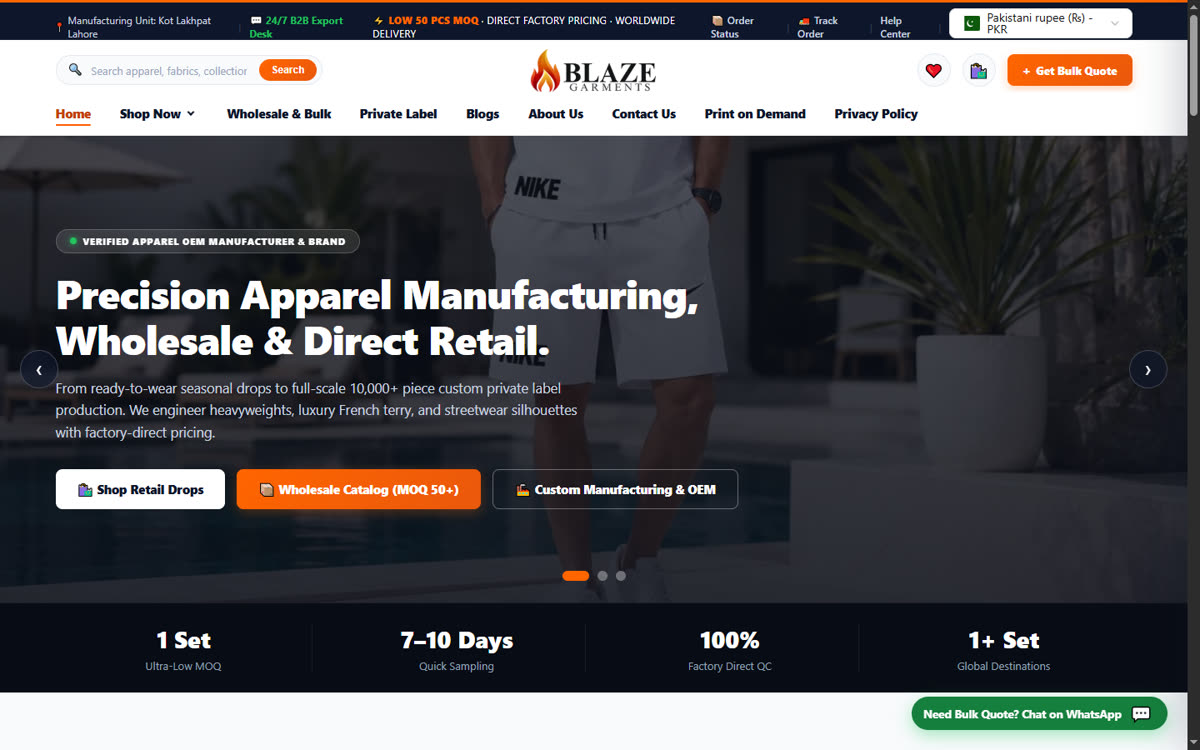 Manufacturing Unit: Kot Lakhpat
Lahore
24/7 B2B Export
Desk
LOW 50 PCS MOQ · DIRECT FACTORY PRICING · WORLDWIDE
DELIVERY
Order
Status
Track
Order
Help
Center
Pakistani rupee (₨) -
PKR
Search apparel, fabrics, collection
Search
BLAZE
GARMENTS
+ Get Bulk Quote
Home
Shop Now
Wholesale & Bulk
Private Label
Blogs
About Us
Contact Us
Print on Demand
Privacy Policy
NIKE
VERIFIED APPAREL OEM MANUFACTURER & BRAND
Precision Apparel Manufacturing,
Wholesale & Direct Retail.
NIKE
From ready-to-wear seasonal drops to full-scale 10,000+ piece custom private label
production. We engineer heavyweights, luxury French terry, and streetwear silhouettes
with factory-direct pricing.
Shop Retail Drops
Wholesale Catalog (MOQ 50+)
Custom Manufacturing & OEM
1 Set
Ultra-Low MOQ
7–10 Days
Quick Sampling
100%
Factory Direct QC
1+ Set
Global Destinations
Need Bulk Quote? Chat on WhatsApp